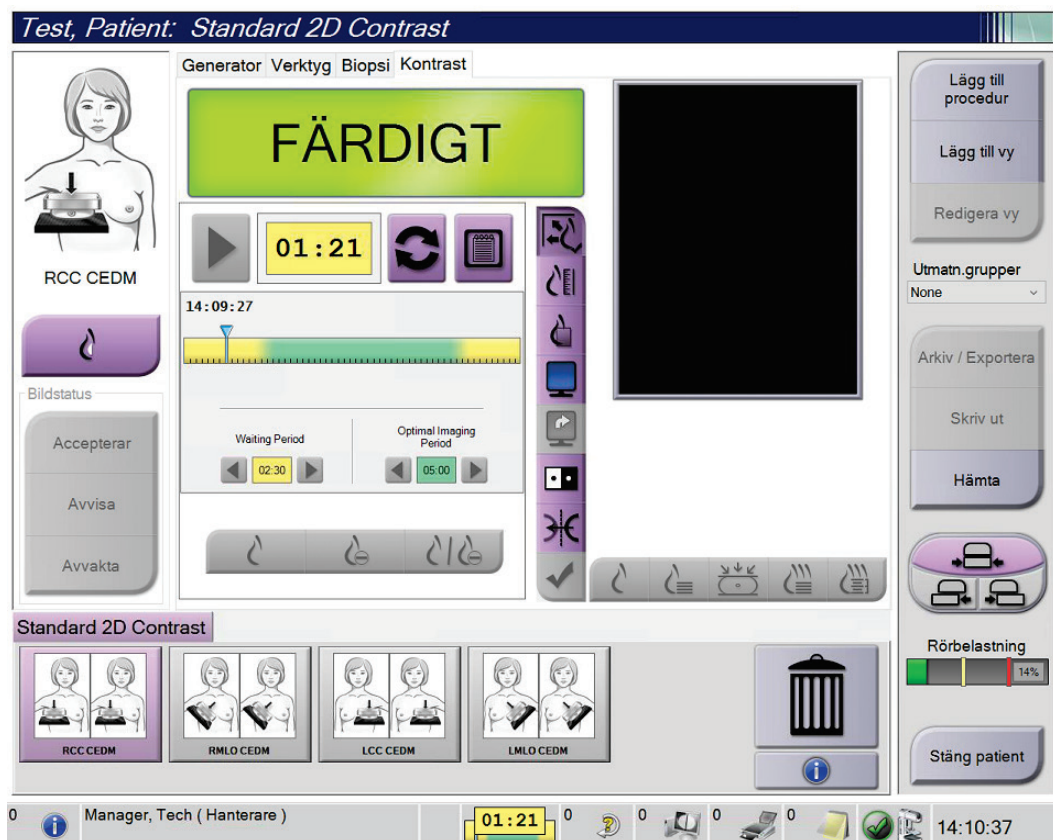 Test, Patient: Standard 2D Contrast
Generator Verktyg Biopsi Kontrast
FÄRDIGT
RCC CEDM
01:21
14:09:27
Waiting Period
02:30
Optimal Imaging
Period
05:00
Bildstatus
Accepterar
Avvisa
Avvakta
Lägg till
procedur
Lägg till vy
Redigera vy
Utmatn.grupper
None
Arkiv / Exportera
Skriv ut
Hämta
Rörbelastning
14%
Stäng patient
Standard 2D Contrast
RCC CEDM
RMLO CEDM
LCC CEDM
LMLO CEDM
0 Manager, Tech ( Hanterare ) 01:21 0 0 0 0 14:10:37